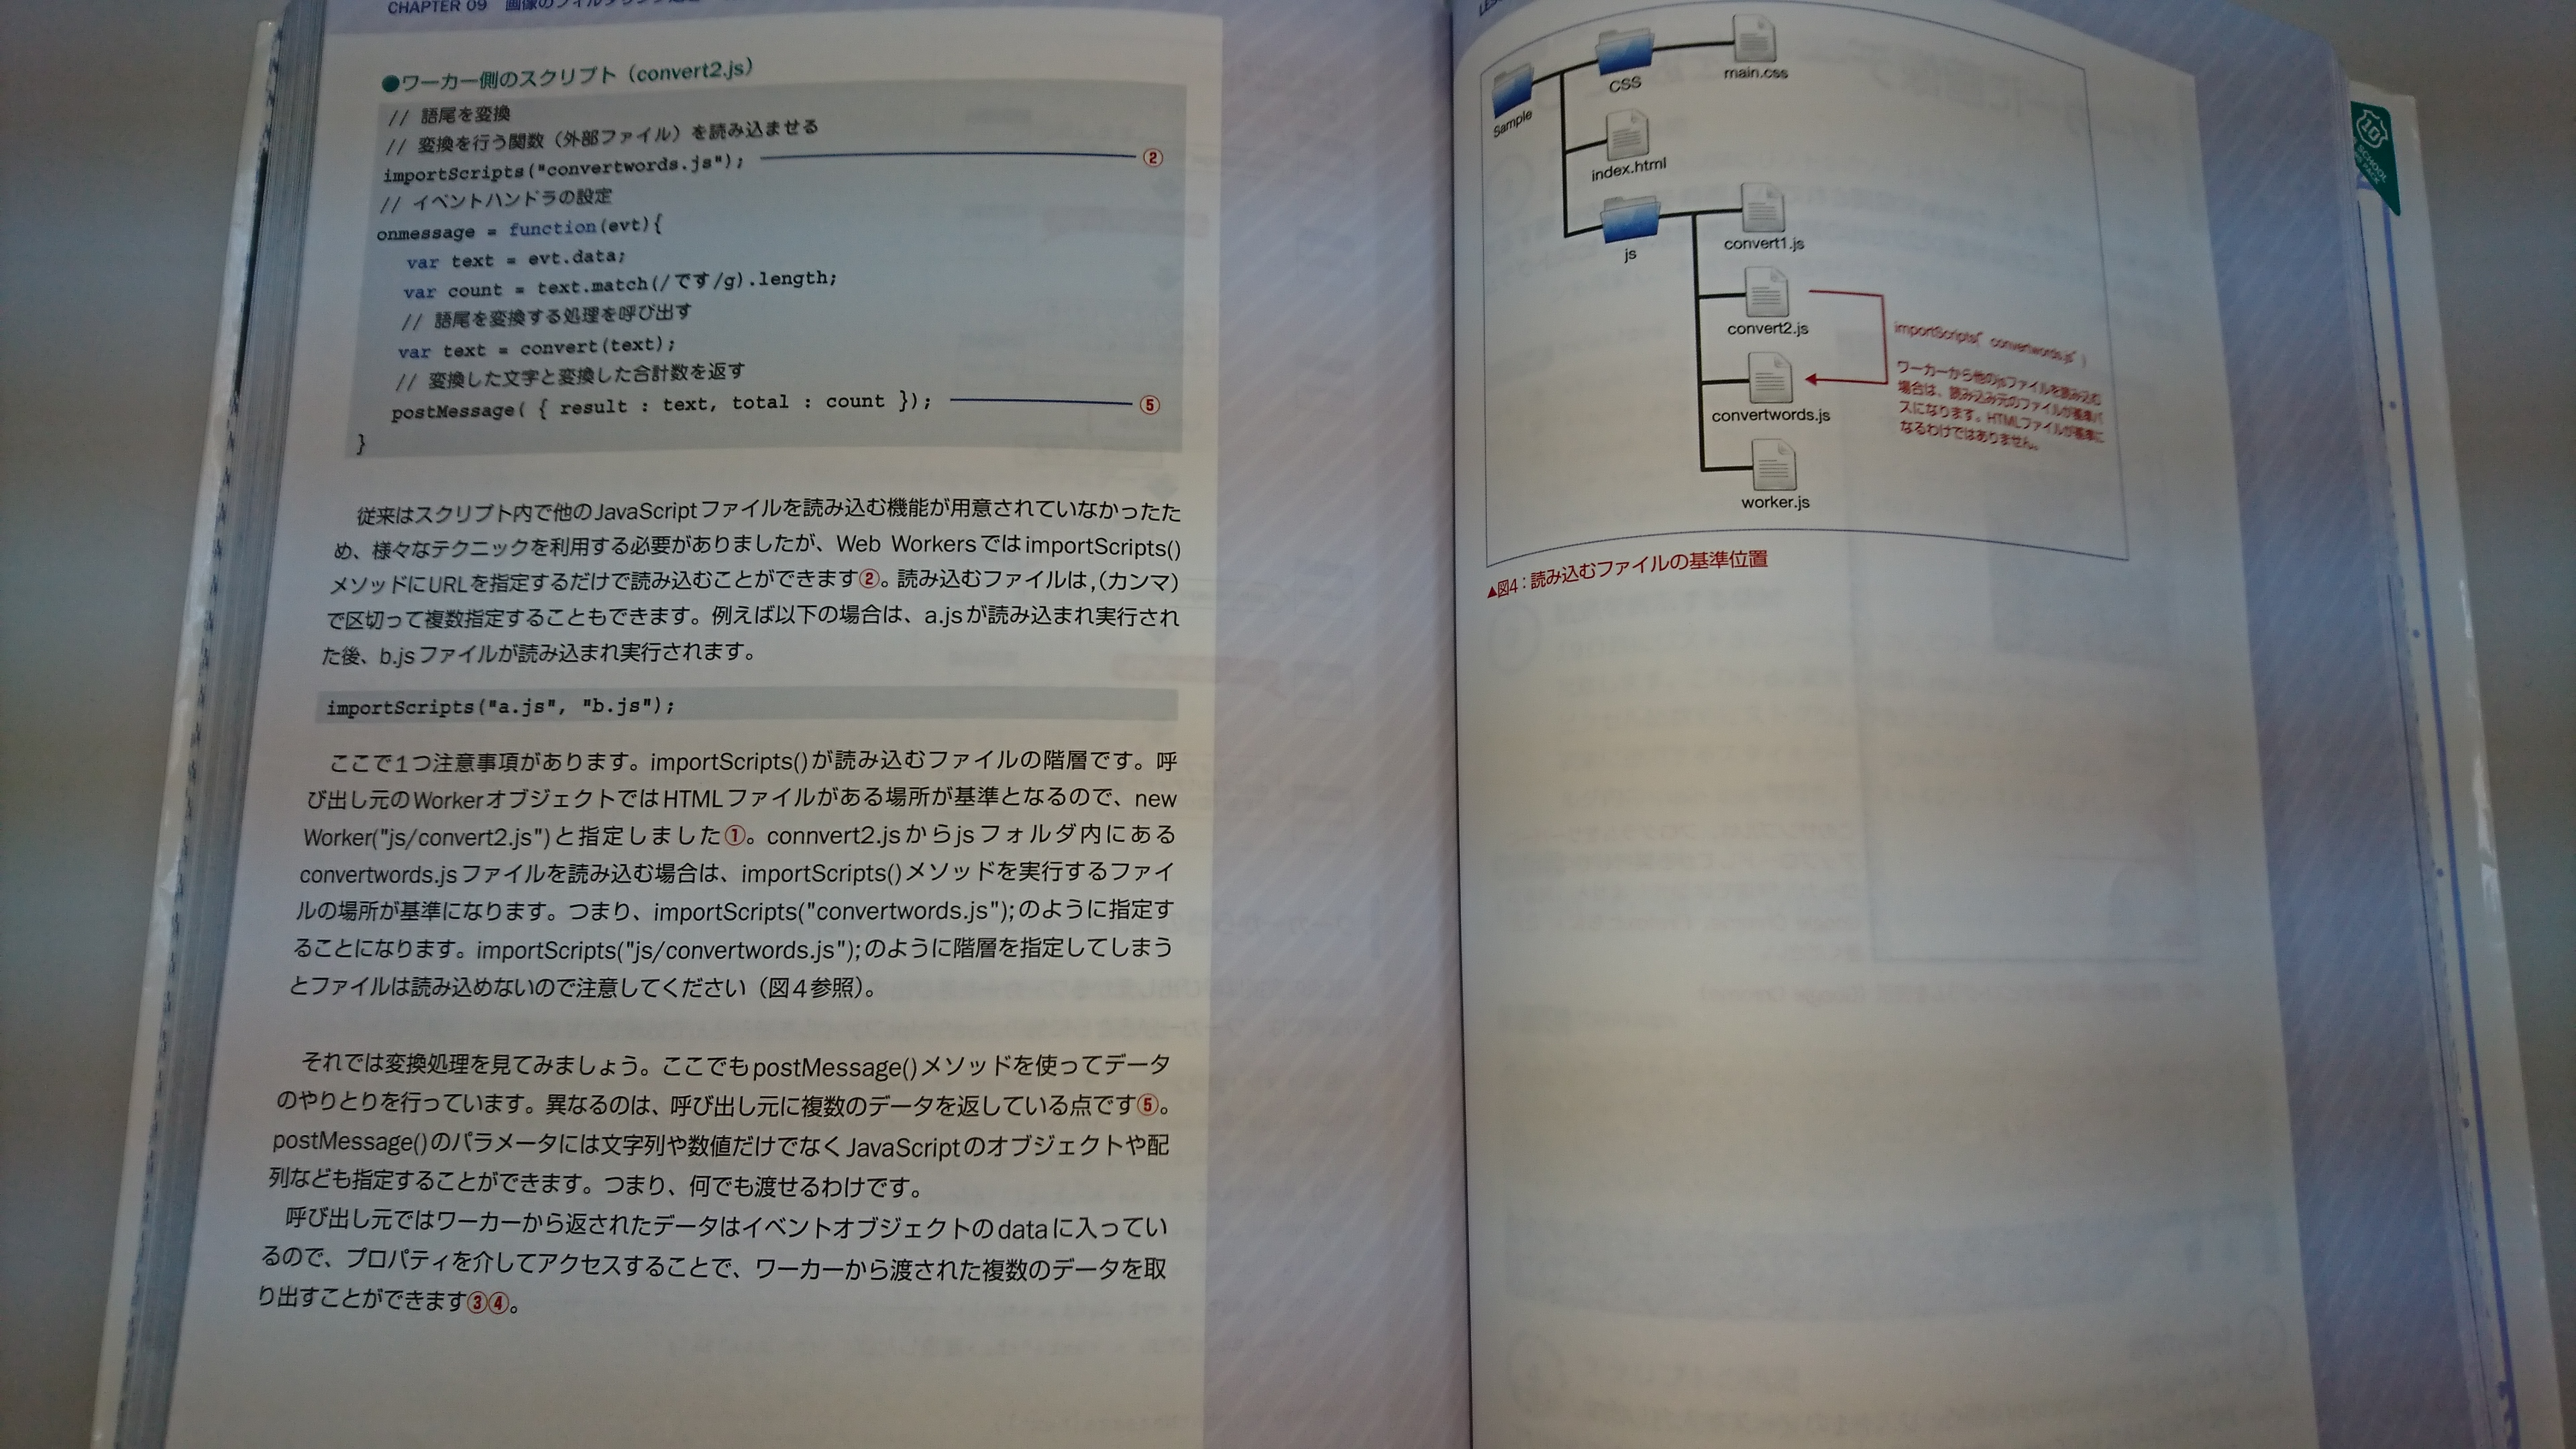 CHAPTER 09
●ワーカー側のスクリプト（convert2.js）
// 語尾を変換
// 変換を行う関数（外部ファイル）を読み込ませる
importScripts("convertwords.js"); ②
// イベントハンドラの設定
onmessage = function(evt){
var text = evt.data;
var count = text.match(/です/g).length;
// 語尾を変換する処理を呼び出す
var text = convert(text);
// 変換した文字と変換した合計数を返す
postMessage( { result : text, total : count }); ⑤
}
従来はスクリプト内で他のJavaScriptファイルを読み込む機能が用意されていなかったた
め、様々なテクニックを利用する必要がありましたが、Web WorkersではimportScripts()
メソッドにURLを指定するだけで読み込むことができます②。読み込むファイルは,（カンマ）
で区切って複数指定することもできます。例えば以下の場合は、a.jsが読み込まれ実行され
た後、b.jsファイルが読み込まれ実行されます。
importScripts("a.js", "b.js");
ここで1つ注意事項があります。importScripts()が読み込むファイルの階層です。呼
び出し元のWorkerオブジェクトではHTMLファイルがある場所が基準となるので、new
Worker("js/convert2.js")と指定しました①。connvert2.jsからjsフォルダ内にある
convertwords.jsファイルを読み込む場合は、importScripts()メソッドを実行するファイ
ルの場所が基準になります。つまり、importScripts("convertwords.js");のように指定す
ることになります。importScripts("js/convertwords.js");のように階層を指定してしまう
とファイルは読み込めないので注意してください（図4参照）。
それでは変換処理を見てみましょう。ここでもpostMessage()メソッドを使ってデータ
のやりとりを行っています。異なるのは、呼び出し元に複数のデータを返している点です⑤。
postMessage()のパラメータには文字列や数値だけでなくJavaScriptのオブジェクトや配
列なども指定することができます。つまり、何でも渡せるわけです。
呼び出し元ではワーカーから返されたデータはイベントオブジェクトのdataに入ってい
るので、プロパティを介してアクセスすることで、ワーカーから渡された複数のデータを取
り出すことができます③④。
Sample
CSS
main.css
index.html
js
convert1.js
convert2.js
convertwords.js
worker.js
importScripts(" convertwords.js" )
ワーカーから他のjsファイルを読み込む
場合は、読み込み元のファイルが基準パ
スになります。HTMLファイルが基準に
なるわけではありません。
▲図4：読み込むファイルの基準位置
10
SCHOOL